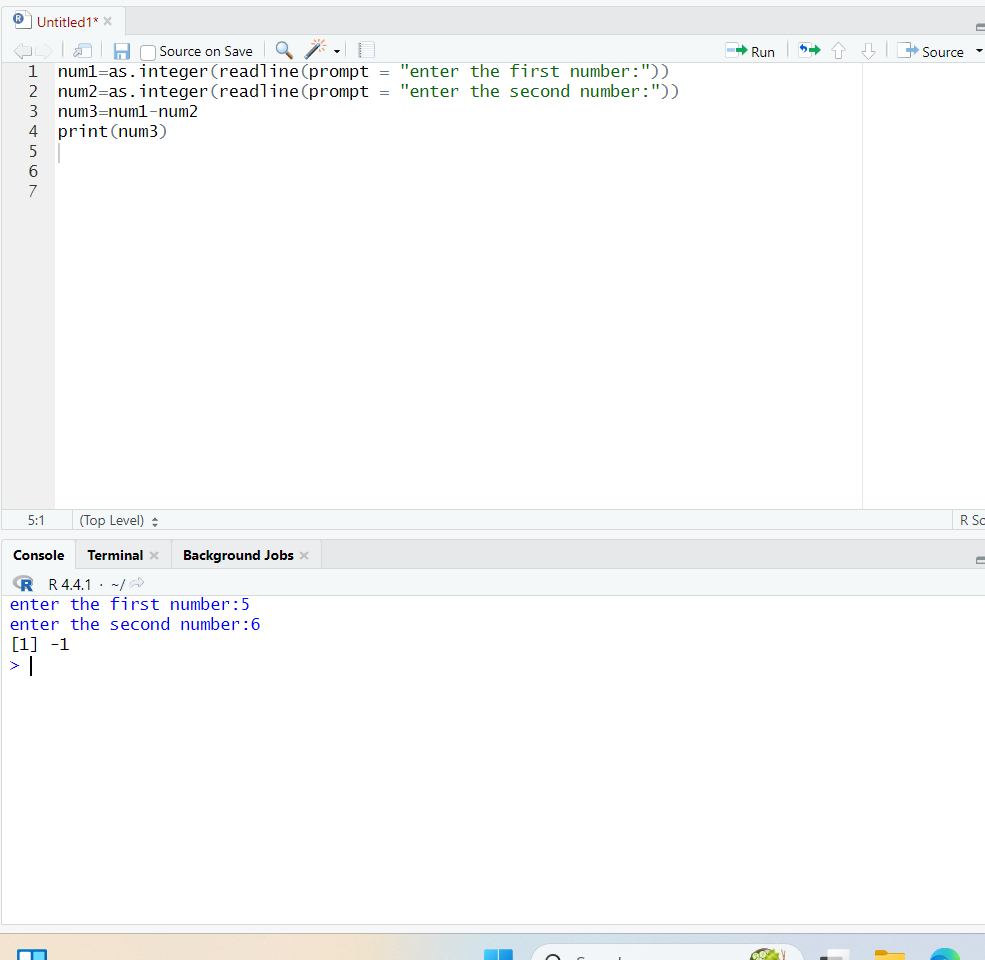 Untitled1*
Source on Save
Run
Source
1 num1=as.integer(readline(prompt = "enter the first number:"))
2 num2=as.integer(readline(prompt = "enter the second number:"))
3 num3=num1-num2
4 print(num3)
5
6
7
5:1 (Top Level) R Sc
Console Terminal Background Jobs
R R 4.4.1 · ~/
enter the first number:5
enter the second number:6
[1] -1
>